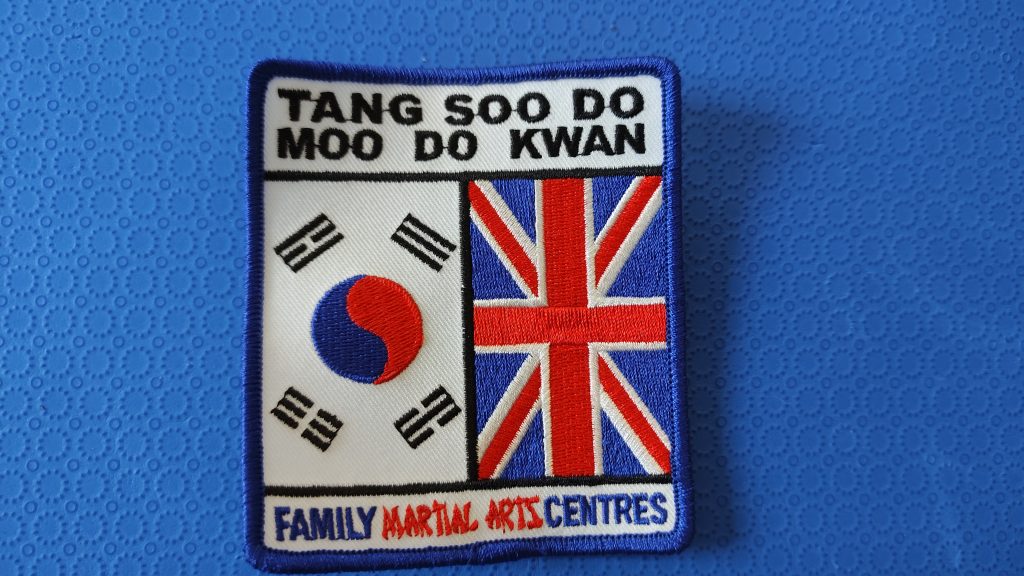 TANG SOO DO
MOO DO KWAN
FAMILY MARTIAL ARTS CENTRES